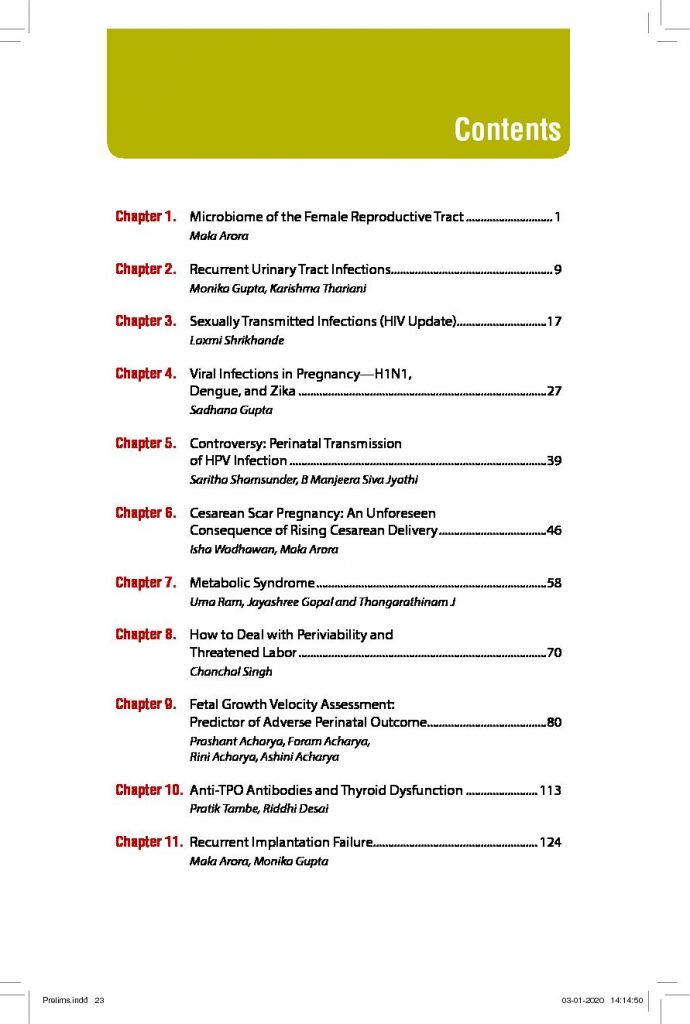 Contents
Chapter 1. Microbiome of the Female Reproductive Tract ............................. 1
Mala Arora
Chapter 2. Recurrent Urinary Tract Infections...................................................... 9
Monika Gupta, Karishma Thariani
Chapter 3. Sexually Transmitted Infections (HIV Update).............................. 17
Laxmi Shrikhande
Chapter 4. Viral Infections in Pregnancy—H1N1,
Dengue, and Zika ................................................................................... 27
Sadhana Gupta
Chapter 5. Controversy: Perinatal Transmission
of HPV Infection ...................................................................................... 39
Saritha Shamsunder, B Manjeera Siva Jyothi
Chapter 6. Cesarean Scar Pregnancy: An Unforeseen
Consequence of Rising Cesarean Delivery .................................... 46
Isha Wadhawan, Mala Arora
Chapter 7. Metabolic Syndrome ............................................................................. 58
Uma Ram, Jayashree Gopal and Thangarathinam J
Chapter 8. How to Deal with Periviability and
Threatened Labor ................................................................................... 70
Chanchal Singh
Chapter 9. Fetal Growth Velocity Assessment:
Predictor of Adverse Perinatal Outcome........................................ 80
Prashant Acharya, Foram Acharya,
Rini Acharya, Ashini Acharya
Chapter 10. Anti-TPO Antibodies and Thyroid Dysfunction ........................ 113
Pratik Tambe, Riddhi Desai
Chapter 11. Recurrent Implantation Failure....................................................... 124
Mala Arora, Monika Gupta
Prelims.indd 23 03-01-2020 14:14:50